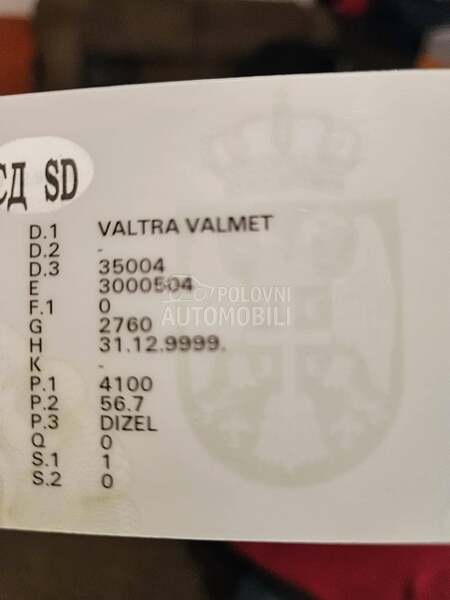 СД SD
D.1 VALTRA VALMET
D.2 -
D.3 35004
E 3000504
F.1 0
G 2760
H 31.12.9999.
K -
P.1 4100
P.2 56.7
P.3 DIZEL
Q 0
S.1 1
S.2 0
POLOVNI
AUTOMOBILI